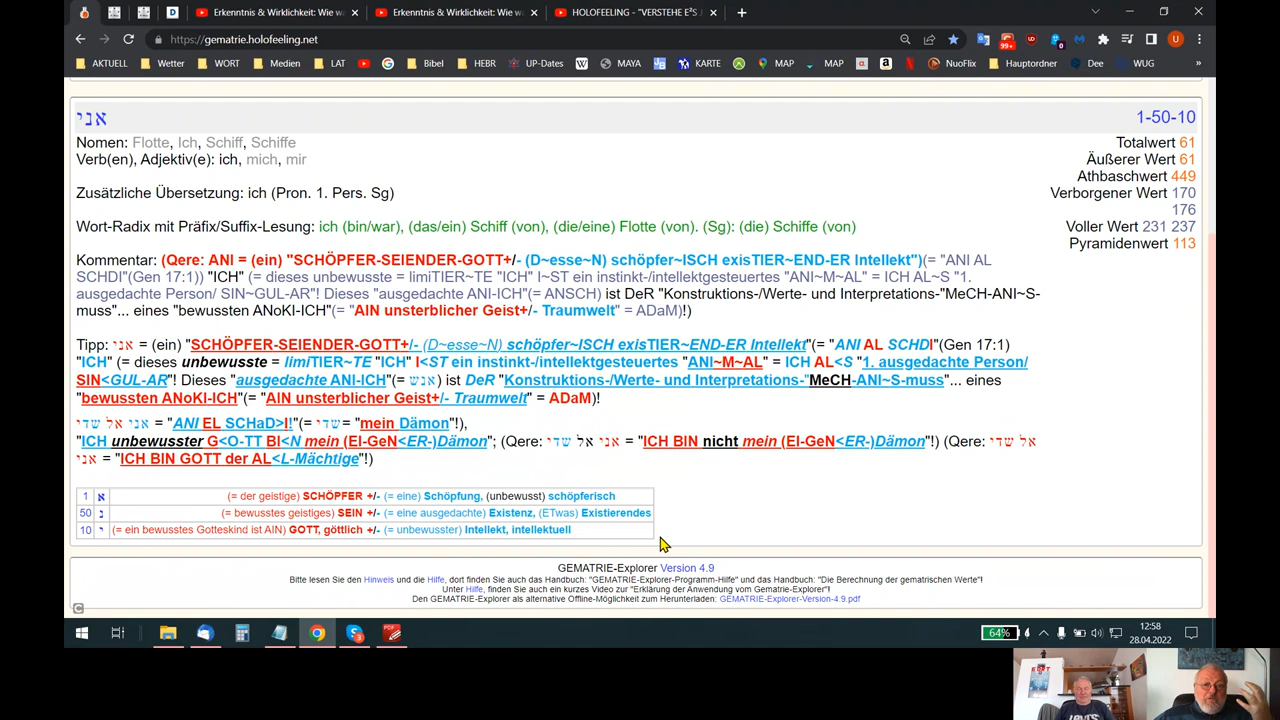 Erkenntnis & Wirklichkeit: Wie wa
Erkenntnis & Wirklichkeit: Wie wa
HOLOFEELING - "VERSTEHE E²S J
https://gematrie.holofeeling.net
99+
0
U
AKTUELL
Wetter
WORT
Medien
LAT
Bibel
HEBR
UP-Dates
MAYA
KARTE
MAP
MAP
NuoFlix
Hauptordner
Dee
WUG
»
אני
1-50-10
Nomen: Flotte, Ich, Schiff, Schiffe
Totalwert 61
Verb(en), Adjektiv(e): ich, mich, mir
Äußerer Wert 61
Athbaschwert 449
Zusätzliche Übersetzung: ich (Pron. 1. Pers. Sg)
Verborgener Wert 170
176
Wort-Radix mit Präfix/Suffix-Lesung: ich (bin/war), (das/ein) Schiff (von), (die/eine) Flotte (von). (Sg): (die) Schiffe (von)
Voller Wert 231 237
Pyramidenwert 113
Kommentar: (Qere: ANI = (ein) "SCHÖPFER-SEIENDER-GOTT+/- (D~esse~N) schöpfer~ISCH exisTIER~END-ER Intellekt")(= "ANI AL
SCHDI"(Gen 17:1)) "ICH" (= dieses unbewusste = limiTIER~TE "ICH" I~ST ein instinkt-/intellektgesteuertes "ANI~M~AL" = ICH AL~S "1.
ausgedachte Person/ SIN~GUL-AR"! Dieses "ausgedachte ANI-ICH"(= ANSCH) ist DeR "Konstruktions-/Werte- und Interpretations-"MeCH-ANI~S-
muss"... eines "bewussten ANoKI-ICH"(= "AIN unsterblicher Geist+/- Traumwelt" = ADaM)!)
Tipp: אני = (ein) "SCHÖPFER-SEIENDER-GOTT+/- (D~esse~N) schöpfer~ISCH exisTIER~END-ER Intellekt"(= "ANI AL SCHDI"(Gen 17:1)
"ICH" (= dieses unbewusste = limiTIER~TE "ICH" I<ST ein instinkt-/intellektgesteuertes "ANI~M~AL" = ICH AL<S "1. ausgedachte Person/
SIN<GUL-AR"! Dieses "ausgedachte ANI-ICH"(= אנש) ist DeR "Konstruktions-/Werte- und Interpretations-"MeCH-ANI~S-muss"... eines
"bewussten ANoKI-ICH"(= "AIN unsterblicher Geist+/- Traumwelt" = ADaM)!
אני אל שדי = "ANI EL SCHaD>I!"(= שדי= "mein Dämon"!),
"ICH unbewusster G<O-TT BI<N mein (EI-GeN<ER-)Dämon"; (Qere: אני אל שדי = "ICH BIN nicht mein (EI-GeN<ER-)Dämon"!) (Qere: אל שדי
אני = "ICH BIN GOTT der AL<L-Mächtige"!)
1 א (= der geistige) SCHÖPFER +/- (= eine) Schöpfung, (unbewusst) schöpferisch
50 נ (= bewusstes geistiges) SEIN +/- (= eine ausgedachte) Existenz, (ETwas) Existierendes
10 י (= ein bewusstes Gotteskind ist AIN) GOTT, göttlich +/- (= unbewusster) Intellekt, intellektuell
GEMATRIE-Explorer Version 4.9
Bitte lesen Sie den Hinweis und die Hilfe, dort finden Sie auch das Handbuch: "GEMATRIE-Explorer-Programm-Hilfe" und das Handbuch: "Die Berechnung der gematrischen Werte"!
Unter Hilfe, finden Sie auch ein kurzes Video zur "Erklärung der Anwendung vom Gematrie-Explorer"!
Den GEMATRIE-Explorer als alternative Offline-Möglichkeit zum Herunterladen: GEMATRIE-Explorer-Version-4.9.pdf
64%
12:58
28.04.2022